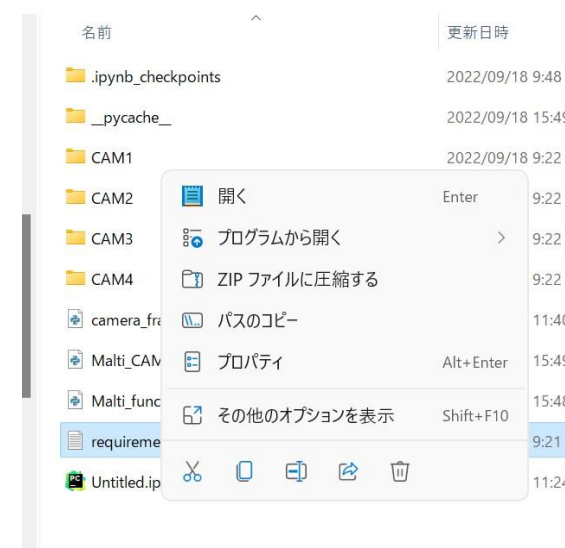 名前 更新日時
.ipynb_checkpoints 2022/09/18 9:48
__pycache__ 2022/09/18 15:49
CAM1 2022/09/18 9:22
CAM2 開く Enter 9:22
CAM3 プログラムから開く 9:22
CAM4 ZIP ファイルに圧縮する 9:22
camera_fra パスのコピー 11:40
Malti_CAM プロパティ Alt+Enter 15:49
Malti_func 15:48
その他のオプションを表示 Shift+F10
requireme 9:21
Untitled.ip 11:24